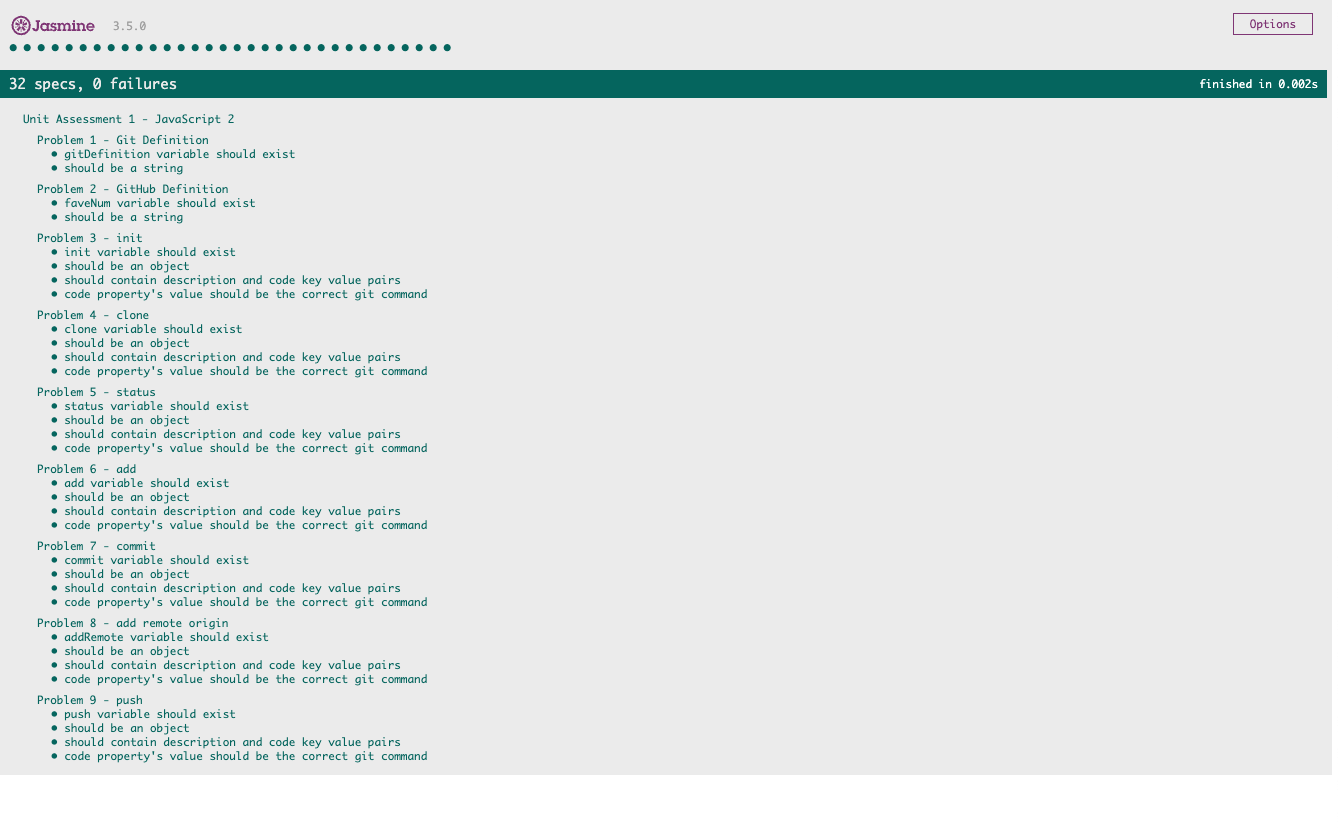 Jasmine 3.5.0
Options
32 specs, 0 failures
finished in 0.002s
Unit Assessment 1 - JavaScript 2
Problem 1 - Git Definition
• gitDefinition variable should exist
• should be a string
Problem 2 - GitHub Definition
• faveNum variable should exist
• should be a string
Problem 3 - init
• init variable should exist
• should be an object
• should contain description and code key value pairs
• code property's value should be the correct git command
Problem 4 - clone
• clone variable should exist
• should be an object
• should contain description and code key value pairs
• code property's value should be the correct git command
Problem 5 - status
• status variable should exist
• should be an object
• should contain description and code key value pairs
• code property's value should be the correct git command
Problem 6 - add
• add variable should exist
• should be an object
• should contain description and code key value pairs
• code property's value should be the correct git command
Problem 7 - commit
• commit variable should exist
• should be an object
• should contain description and code key value pairs
• code property's value should be the correct git command
Problem 8 - add remote origin
• addRemote variable should exist
• should be an object
• should contain description and code key value pairs
• code property's value should be the correct git command
Problem 9 - push
• push variable should exist
• should be an object
• should contain description and code key value pairs
• code property's value should be the correct git command